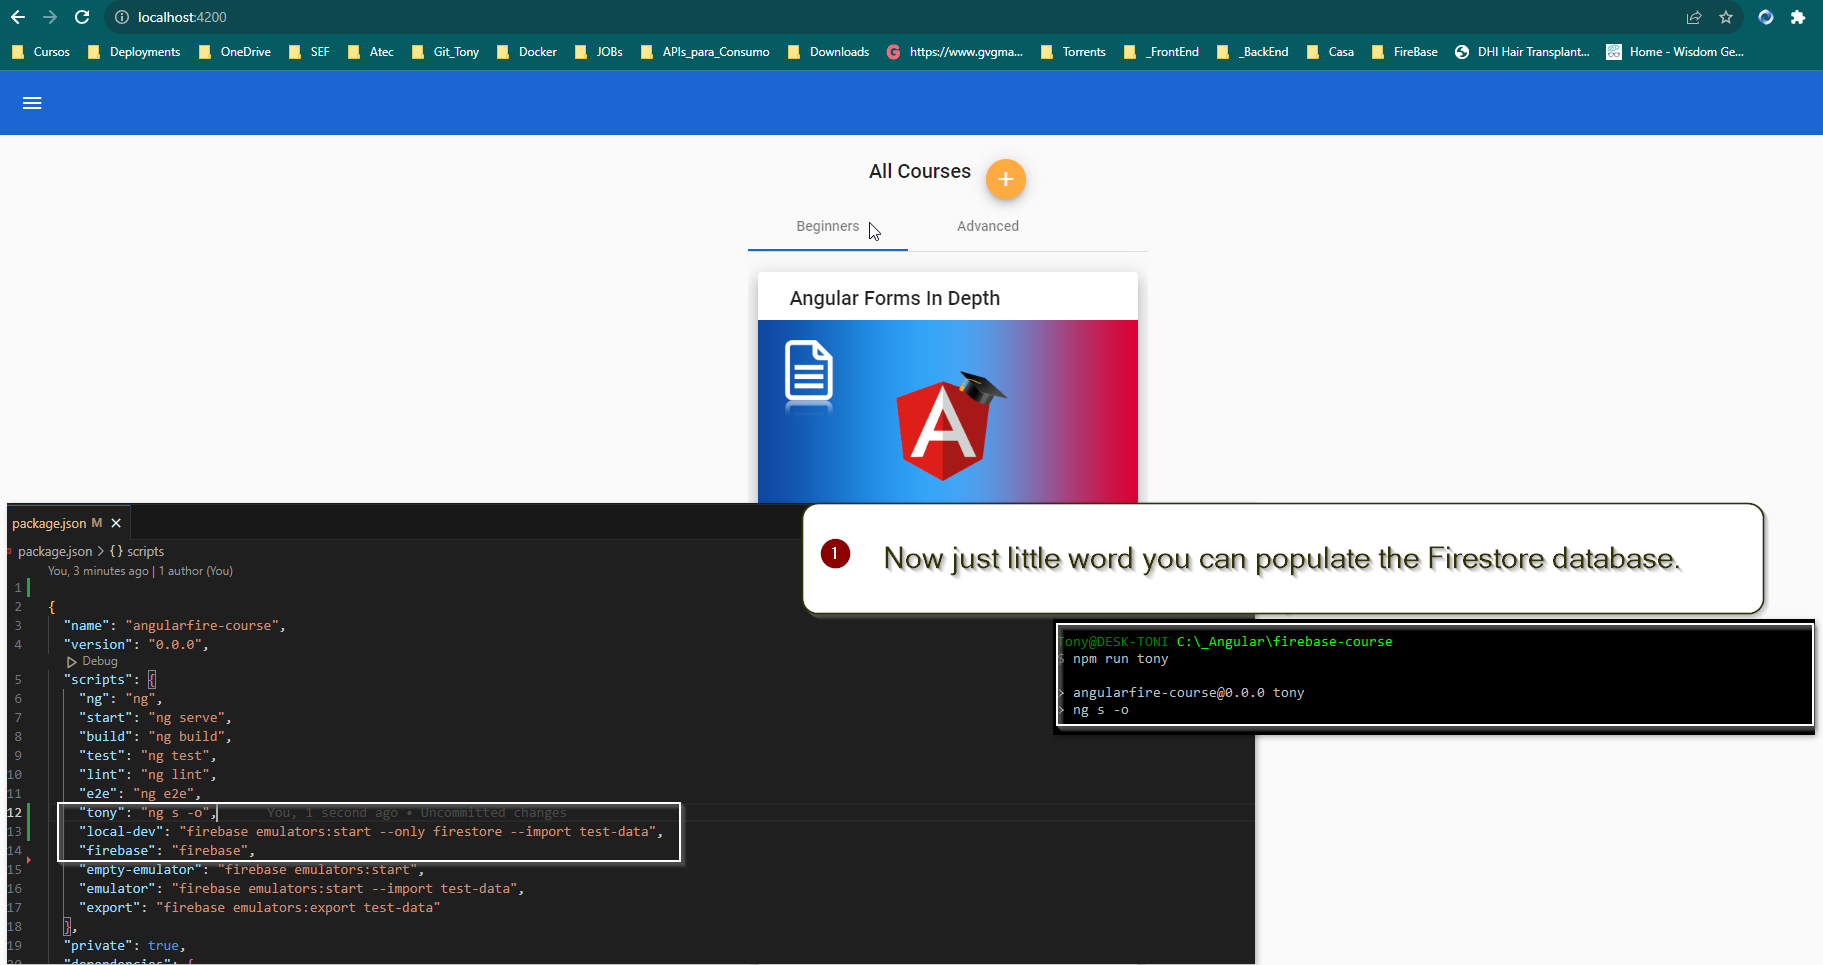 localhost:4200
Cursos Deployments OneDrive SEF Atec Git_Tony Docker JOBs APIs_para_Consumo Downloads https://www.gvgma... Torrents _FrontEnd _BackEnd Casa FireBase DHI Hair Transplant... Home - Wisdom Ge...
All Courses +
Beginners Advanced
Angular Forms In Depth
A
package.json M ×
package.json > {} scripts
You, 3 minutes ago | 1 author (You)
1
2 {
3 "name": "angularfire-course",
4 "version": "0.0.0",
Debug
5 "scripts": {
6 "ng": "ng",
7 "start": "ng serve",
8 "build": "ng build",
9 "test": "ng test",
10 "lint": "ng lint",
11 "e2e": "ng e2e",
12 "tony": "ng s -o", You, 1 second ago • Uncommitted changes
13 "local-dev": "firebase emulators:start --only firestore --import test-data",
14 "firebase": "firebase",
15 "empty-emulator": "firebase emulators:start",
16 "emulator": "firebase emulators:start --import test-data",
17 "export": "firebase emulators:export test-data"
18 },
19 "private": true,
20 "dependencies": {
1 Now just little word you can populate the Firestore database.
Tony@DESK-TONI C:\_Angular\firebase-course
$ npm run tony
> angularfire-course@0.0.0 tony
> ng s -o